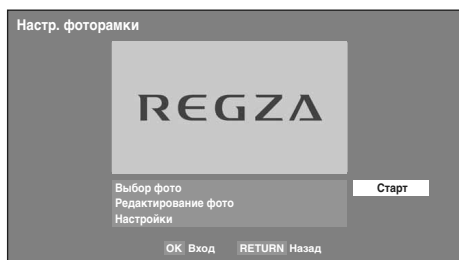 Настр. фоторамки
REGZA
Выбор фото Старт
Редактирование фото
Настройки
OK Вход RETURN Назад